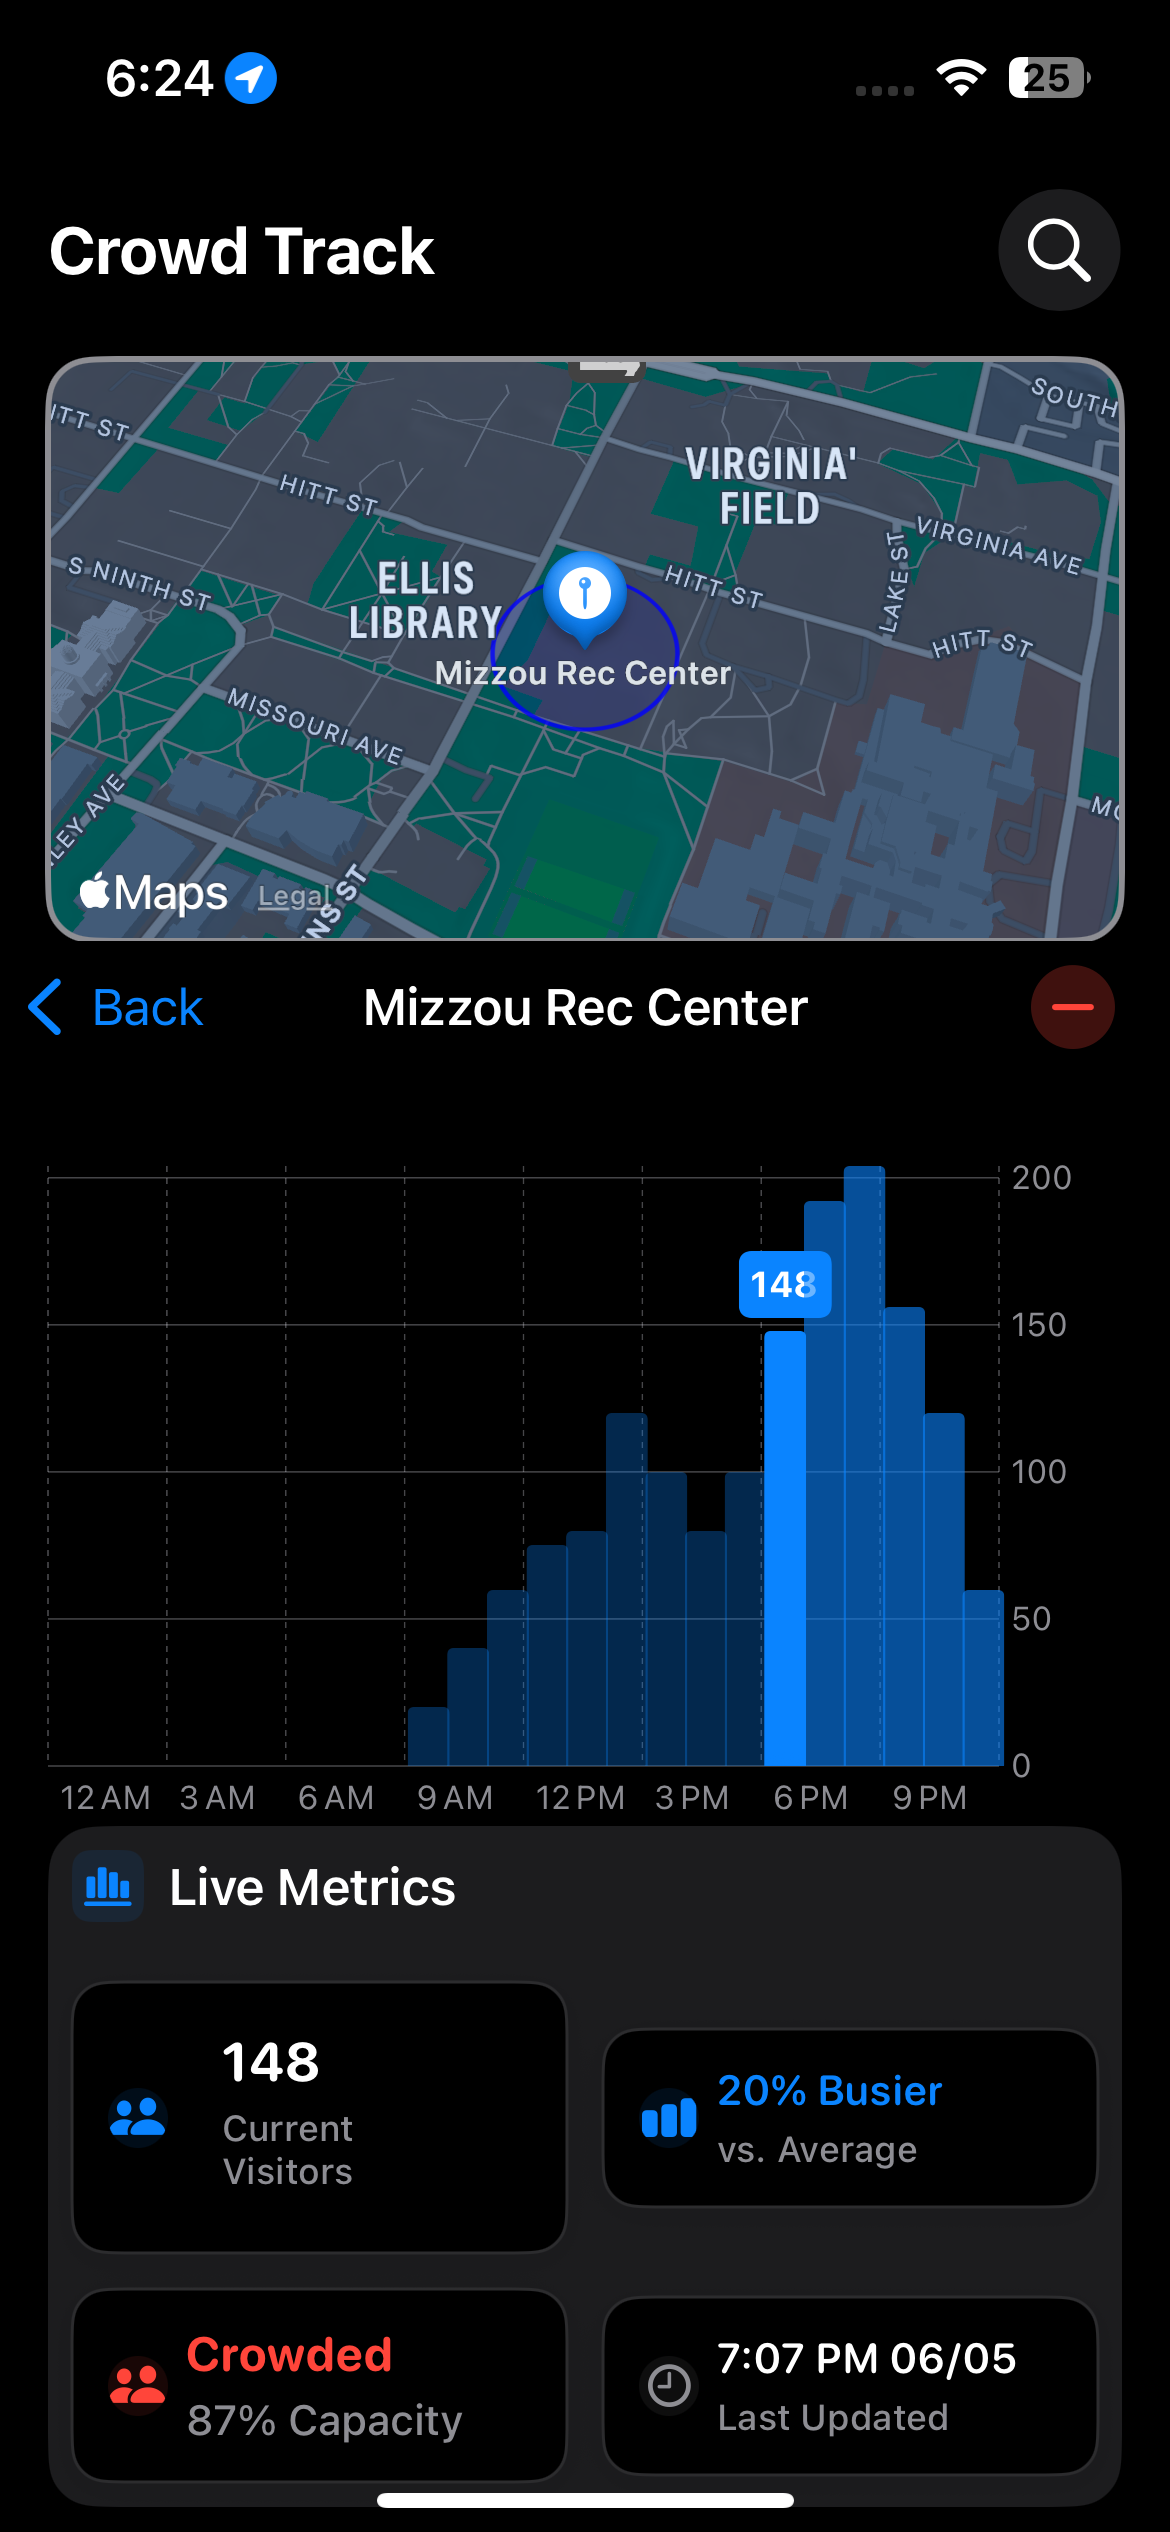 6:24
25
Crowd Track
ITT ST
SOUTH
HITT ST
VIRGINIA'
FIELD
VIRGINIA AVE
S NINTH ST
ELLIS
LIBRARY
HITT ST
LAKE ST
HITT ST
Mizzou Rec Center
MISSOURI AVE
LEY AVE
MO
Maps
Legal
NS ST
Back
Mizzou Rec Center
200
148
150
100
50
0
12 AM
3 AM
6 AM
9 AM
12 PM
3 PM
6 PM
9 PM
Live Metrics
148
Current
Visitors
20% Busier
vs. Average
Crowded
87% Capacity
7:07 PM 06/05
Last Updated